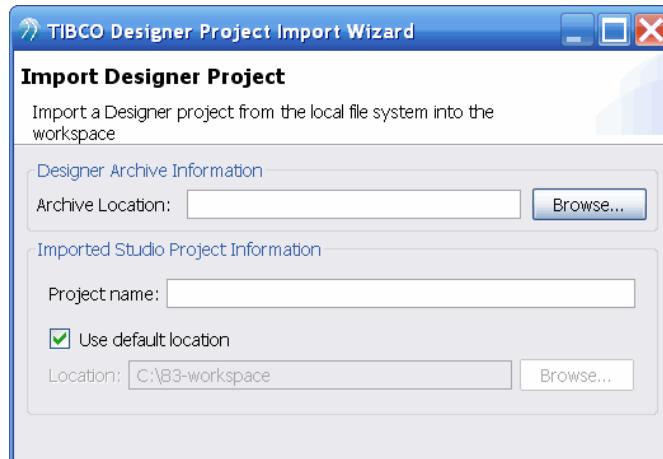 TIBCO Designer Project Import Wizard
Import Designer Project
Import a Designer project from the local file system into the
workspace
Designer Archive Information
Archive Location: Browse...
Imported Studio Project Information
Project name:
Use default location
Location: C:\B3-workspace Browse...